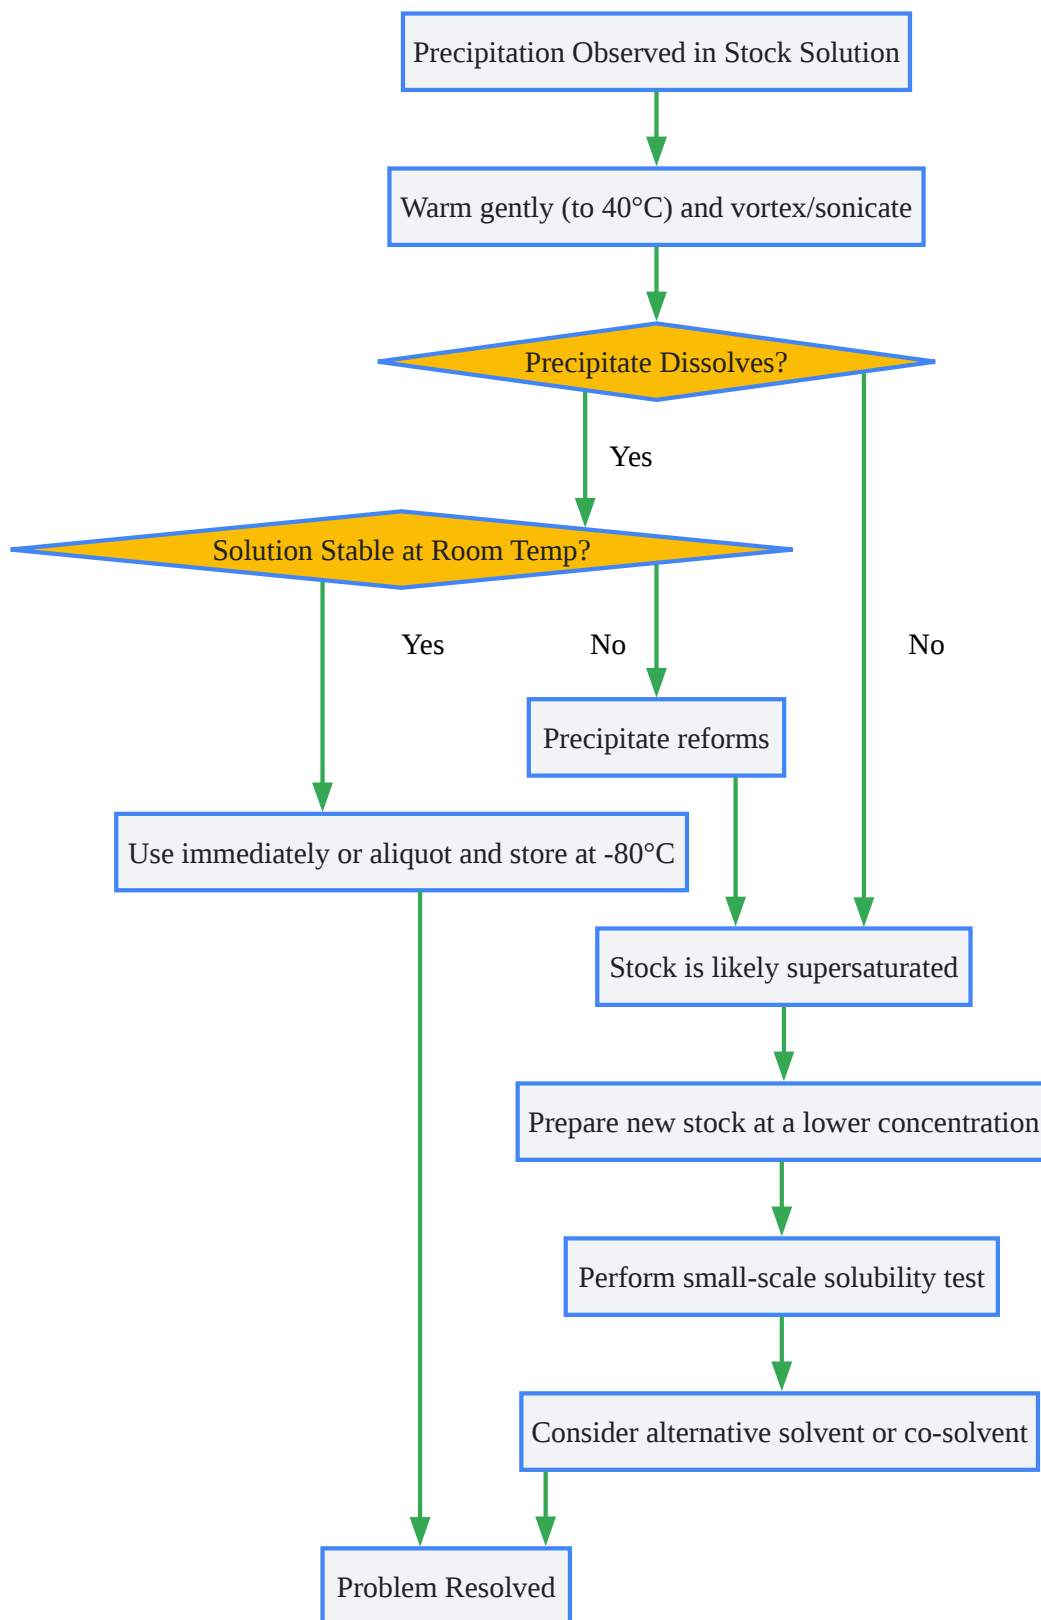 Precipitation Observed in Stock Solution
Warm gently (to 40°C) and vortex/sonicate
Precipitate Dissolves?
Yes
Solution Stable at Room Temp?
Yes
No
No
Precipitate reforms
Use immediately or aliquot and store at -80°C
Stock is likely supersaturated
Prepare new stock at a lower concentration
Perform small-scale solubility test
Consider alternative solvent or co-solvent
Problem Resolved